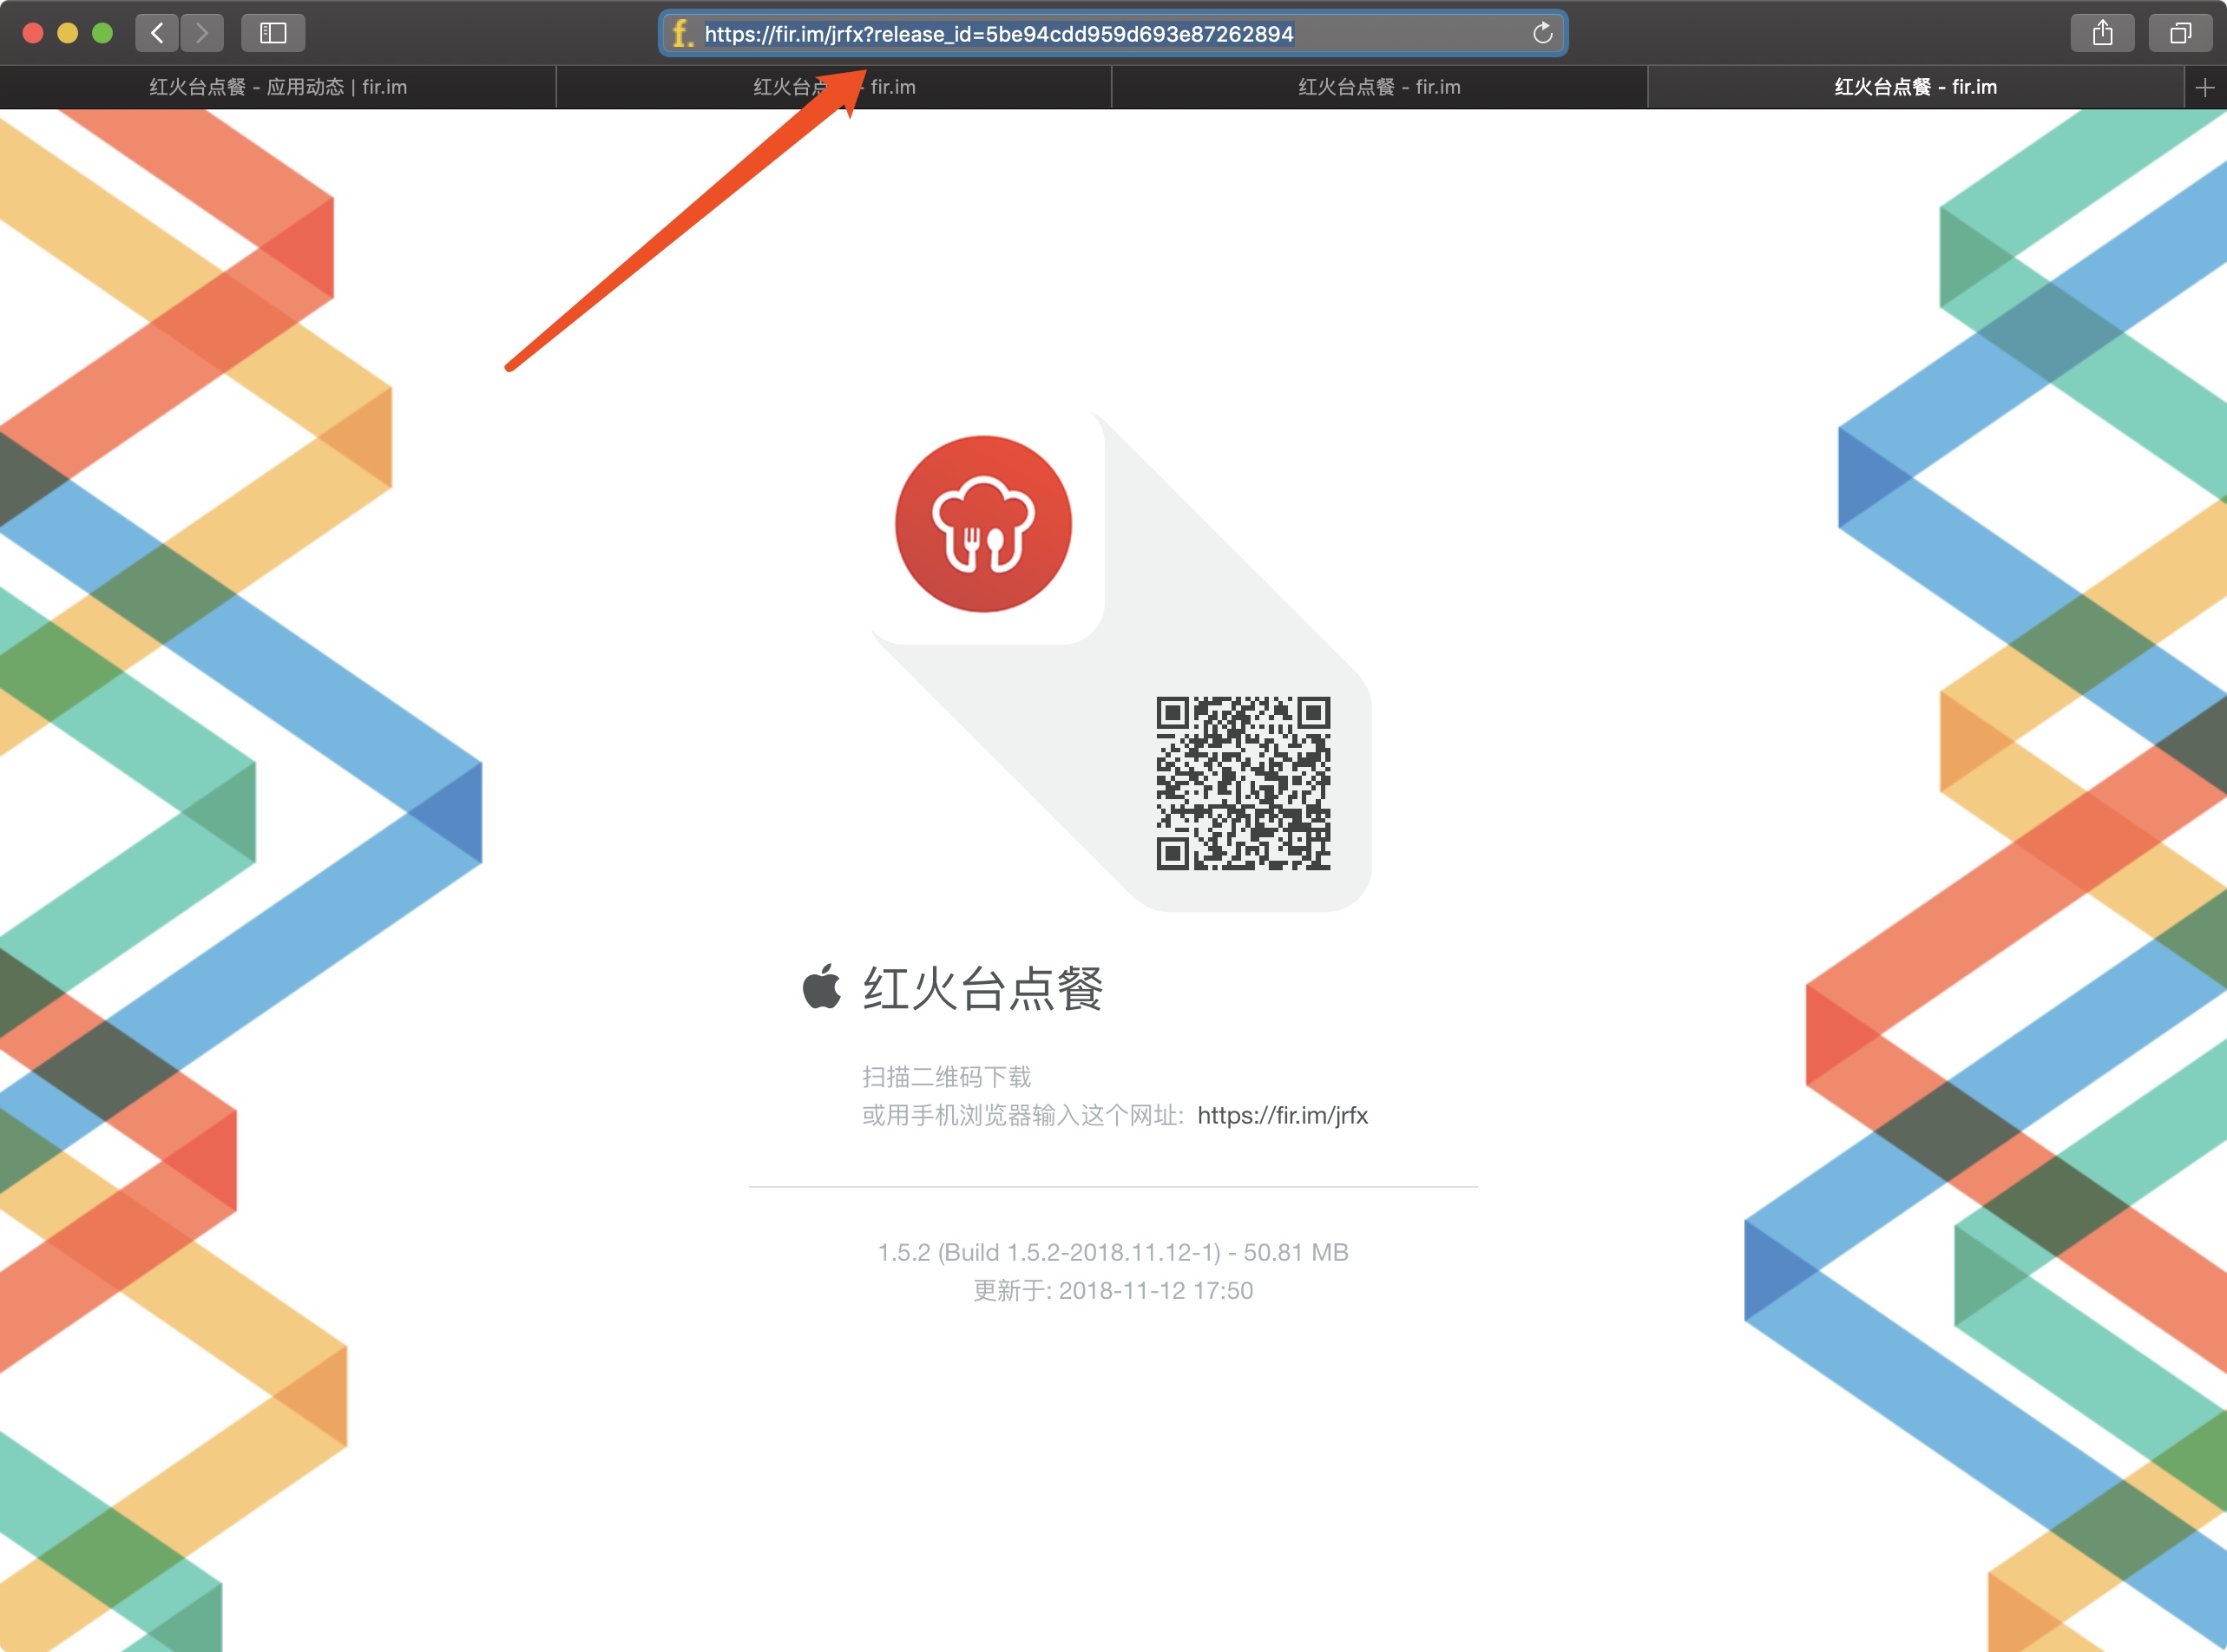 f.
https://fir.im/jrfx?release_id=5be94cdd959d693e87262894
红火台点餐 - 应用动态 | fir.im
红火台点 - fir.im
红火台点餐 - fir.im
红火台点餐 - fir.im
红火台点餐
扫描二维码下载
或用手机浏览器输入这个网址: https://fir.im/jrfx
1.5.2 (Build 1.5.2-2018.11.12-1) - 50.81 MB
更新于: 2018-11-12 17:50